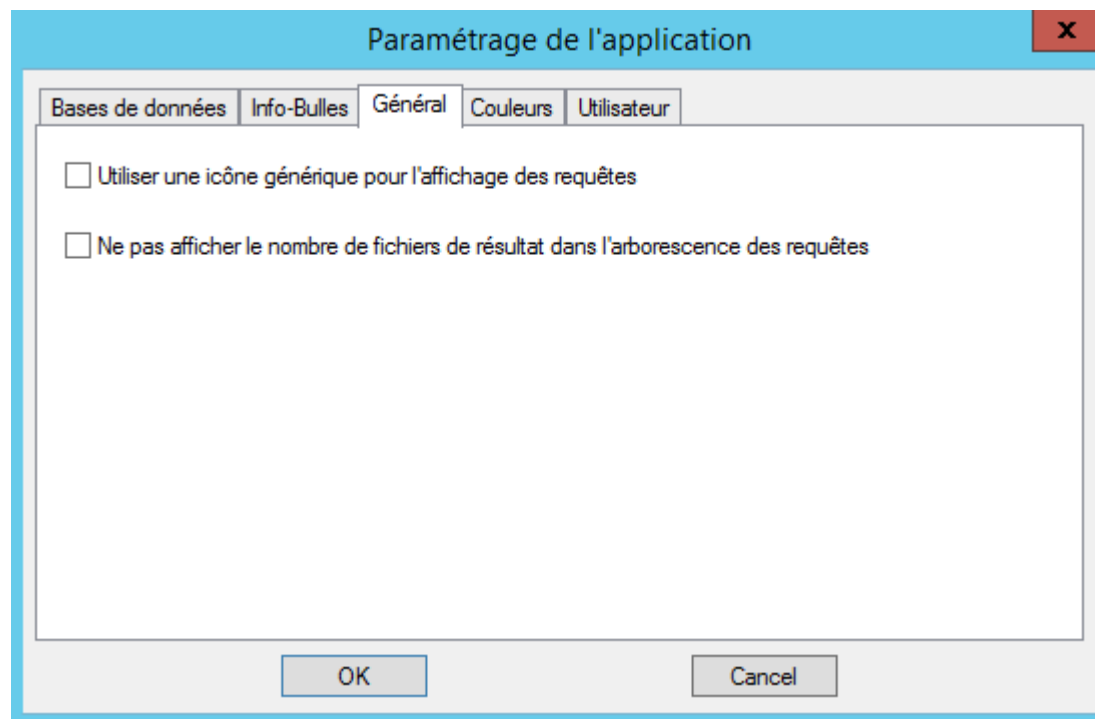 Paramétrage de l'application
x
Bases de données Info-Bulles Général Couleurs Utilisateur
Utiliser une icône générique pour l'affichage des requêtes
Ne pas afficher le nombre de fichiers de résultat dans l'arborescence des requêtes
OK Cancel